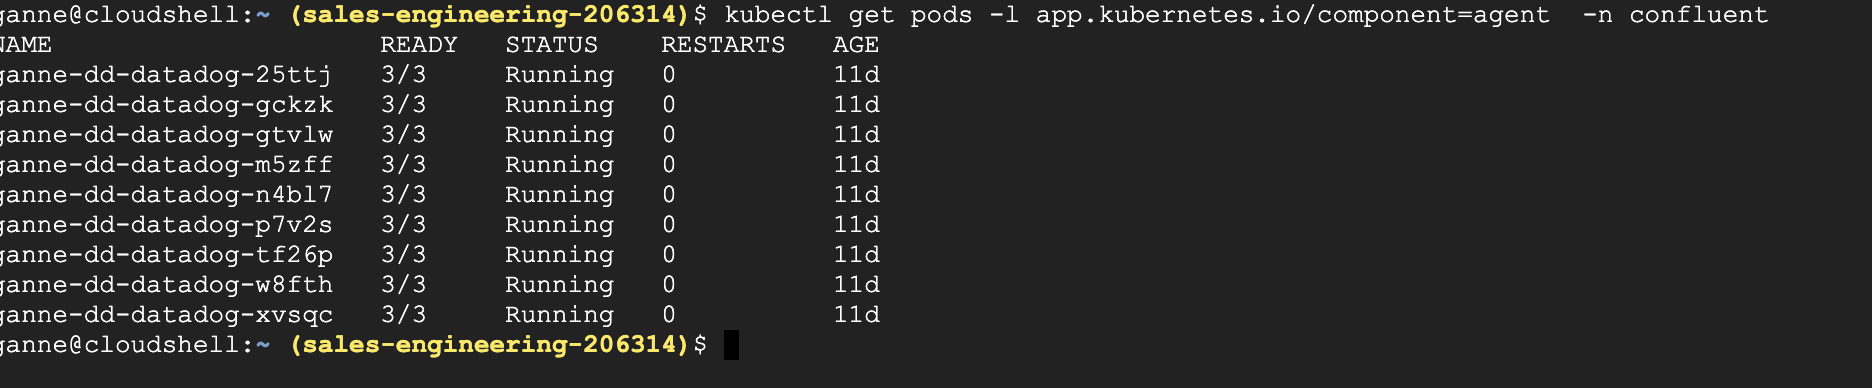 ganne@cloudshell:~ (sales-engineering-206314)$ kubectl get pods -l app.kubernetes.io/component=agent  -n confluent
NAME                     READY   STATUS    RESTARTS   AGE
ganne-dd-datadog-25ttj   3/3     Running   0          11d
ganne-dd-datadog-gckzk   3/3     Running   0          11d
ganne-dd-datadog-gtvlw   3/3     Running   0          11d
ganne-dd-datadog-m5zff   3/3     Running   0          11d
ganne-dd-datadog-n4bl7   3/3     Running   0          11d
ganne-dd-datadog-p7v2s   3/3     Running   0          11d
ganne-dd-datadog-tf26p   3/3     Running   0          11d
ganne-dd-datadog-w8fth   3/3     Running   0          11d
ganne-dd-datadog-xvsqc   3/3     Running   0          11d
ganne@cloudshell:~ (sales-engineering-206314)$